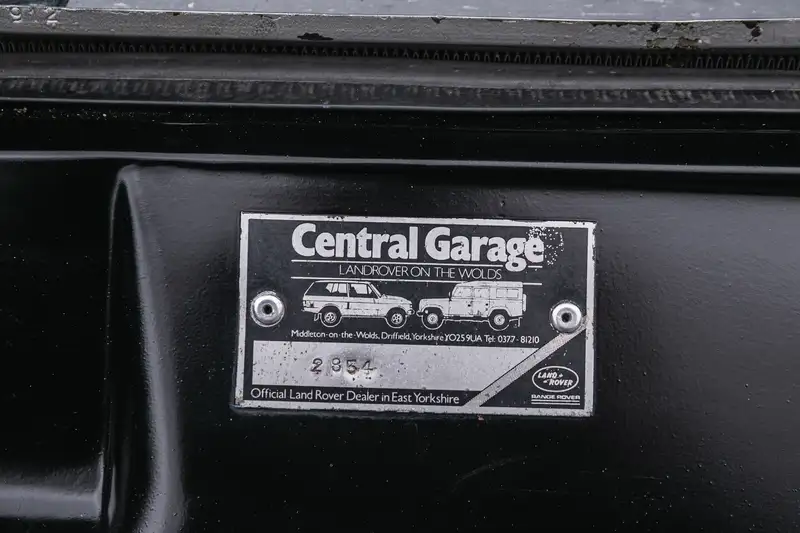 912
Central Garage
LANDROVER ON THE WOLDS
Middleton-on-the-Wolds, Driffield, Yorkshire YO25 9UA Tel: 0377-81210
2854
LAND ROVER
RANGE ROVER
Official Land Rover Dealer in East Yorkshire